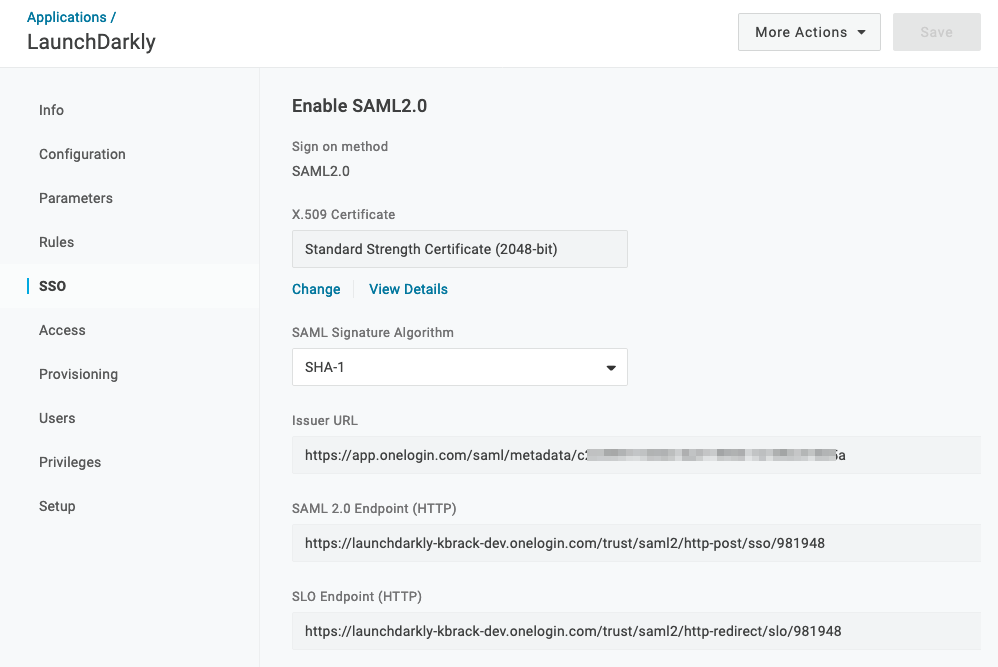 Applications /
LaunchDarkly
More Actions
Save
Info
Configuration
Parameters
Rules
SSO
Access
Provisioning
Users
Privileges
Setup
Enable SAML2.0
Sign on method
SAML2.0
X.509 Certificate
Standard Strength Certificate (2048-bit)
Change
View Details
SAML Signature Algorithm
SHA-1
Issuer URL
https://app.onelogin.com/saml/metadata/c
SAML 2.0 Endpoint (HTTP)
https://launchdarkly-kbrack-dev.onelogin.com/trust/saml2/http-post/sso/981948
SLO Endpoint (HTTP)
https://launchdarkly-kbrack-dev.onelogin.com/trust/saml2/http-redirect/slo/981948